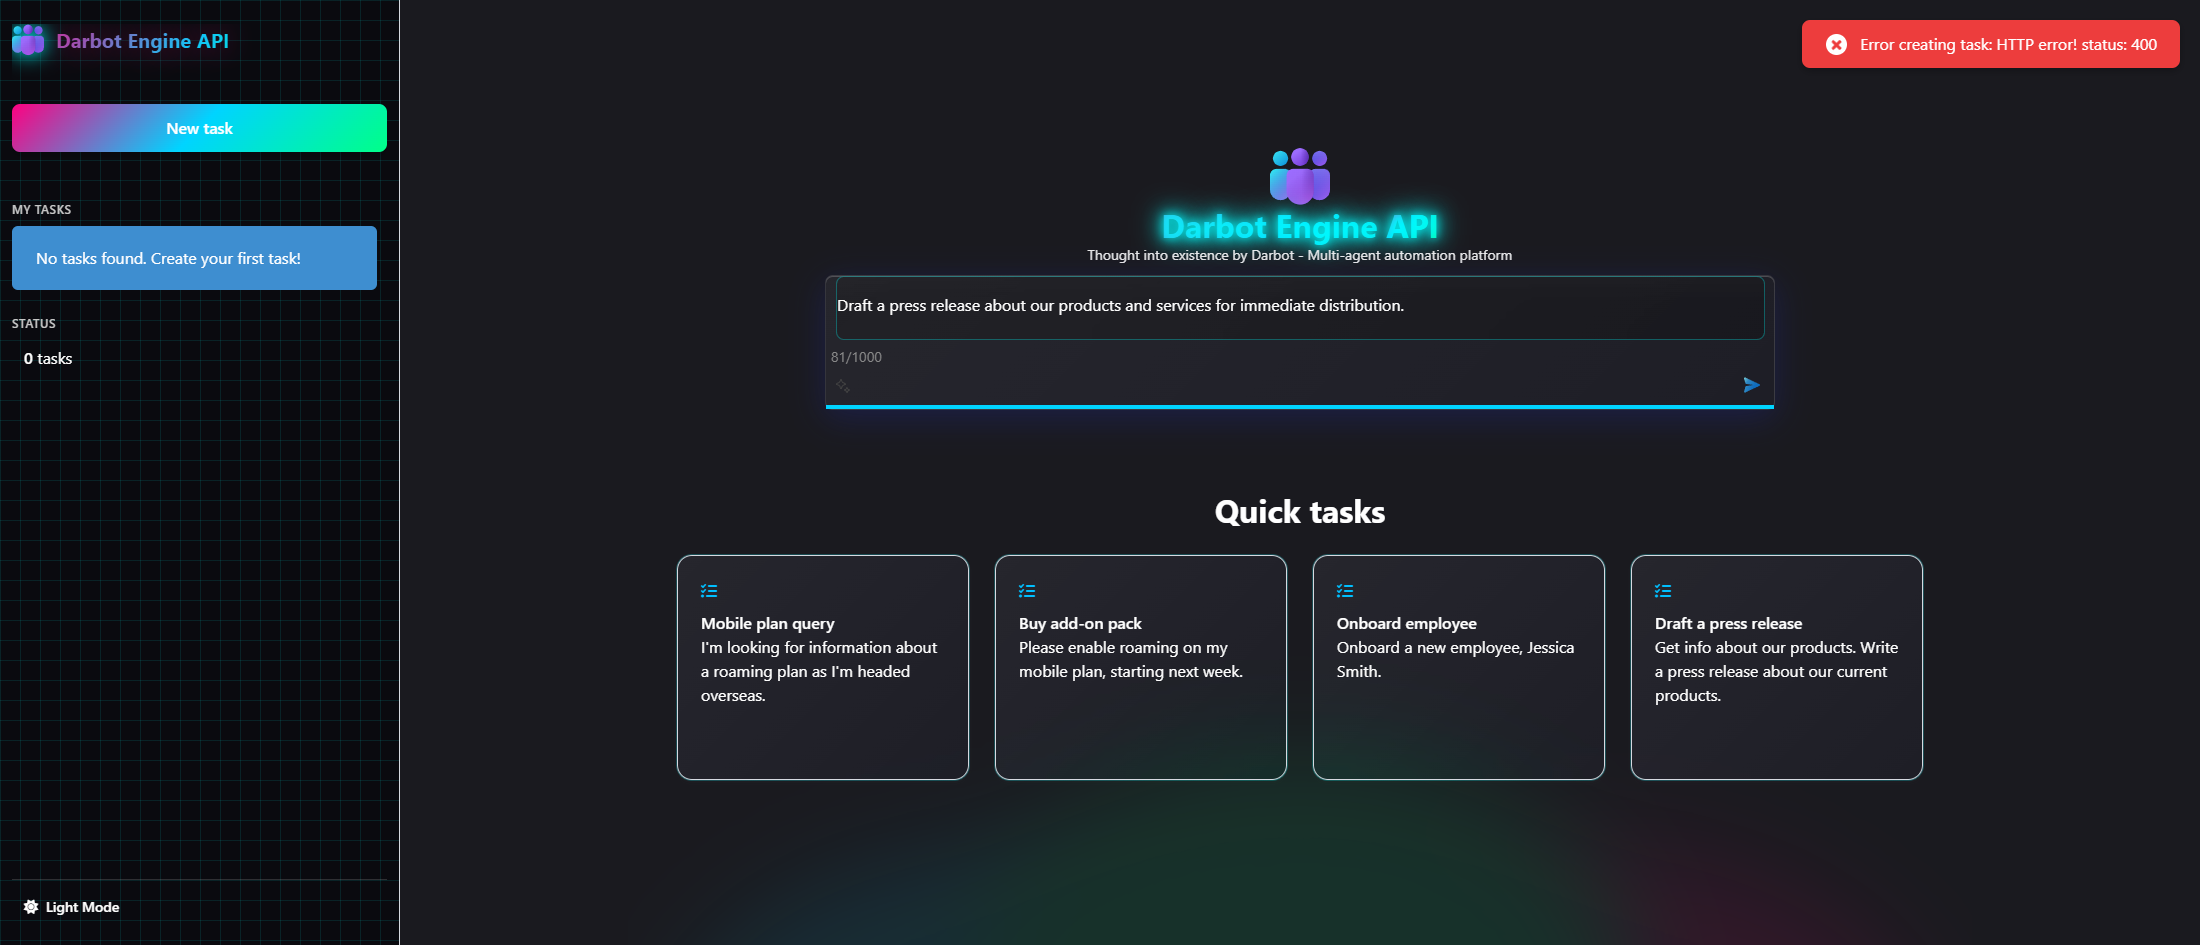 Darbot Engine API
New task
MY TASKS
No tasks found. Create your first task!
STATUS
0 tasks
Light Mode
Error creating task: HTTP error! status: 400
Darbot Engine API
Thought into existence by Darbot - Multi-agent automation platform
Draft a press release about our products and services for immediate distribution.
81/1000
Quick tasks
Mobile plan query
I'm looking for information about
a roaming plan as I'm headed
overseas.
Buy add-on pack
Please enable roaming on my
mobile plan, starting next week.
Onboard employee
Onboard a new employee, Jessica
Smith.
Draft a press release
Get info about our products. Write
a press release about our current
products.